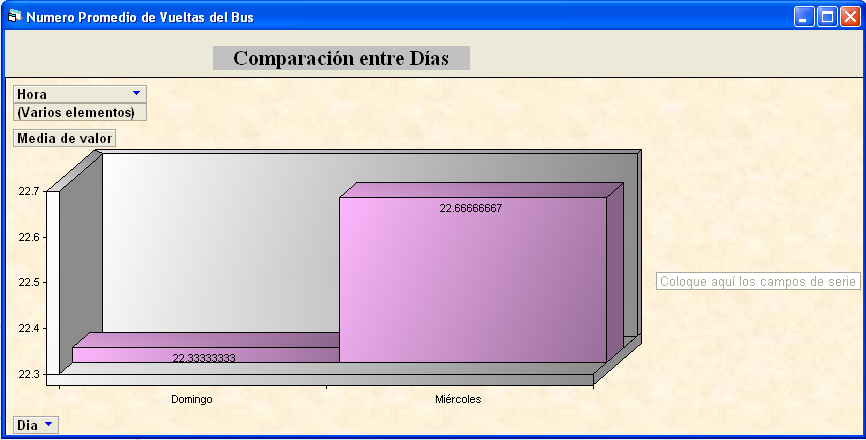 Numero Promedio de Vueltas del Bus
Comparación entre Días
Hora
(Varios elementos)
Media de valor
22.7
22.6
22.5
22.4
22.3
22.66666667
22.33333333
Coloque aquí los campos de serie
Domingo
Miércoles
Dia